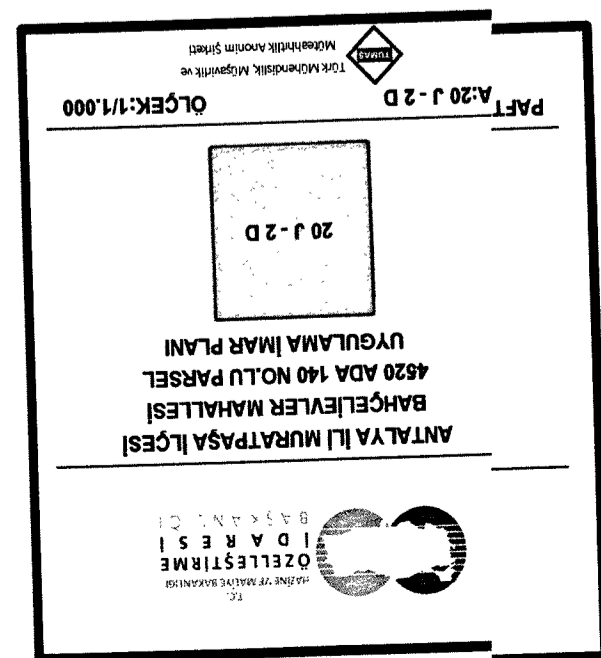 T.C.
HAZİNE VE MALİYE BAKANLIĞI
ÖZELLEŞTİRME
İDARESİ
BAŞKANLIĞI
ANTALYA İLİ MURATPAŞA İLÇESİ
BAHÇELİEVLER MAHALLESİ
4520 ADA 140 NO.LU PARSEL
UYGULAMA İMAR PLANI
20 J - 2 D
PAFTA:20 J - 2 D
ÖLÇEK:1/1.000
TUMAŞ
Türk Mühendislik, Müşavirlik ve
Müteahhitlik Anonim Şirketi